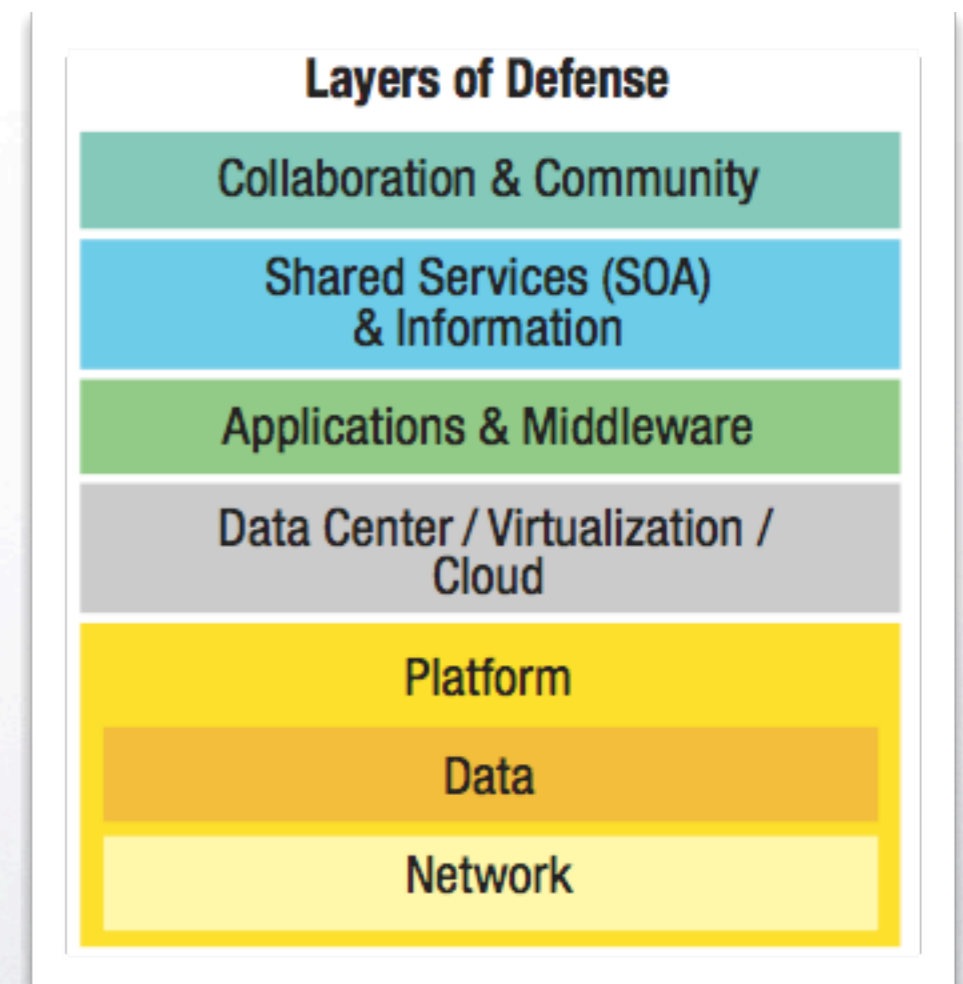 Layers of Defense
Collaboration & Community
Shared Services (SOA)
& Information
Applications & Middleware
Data Center / Virtualization /
Cloud
Platform
Data
Network